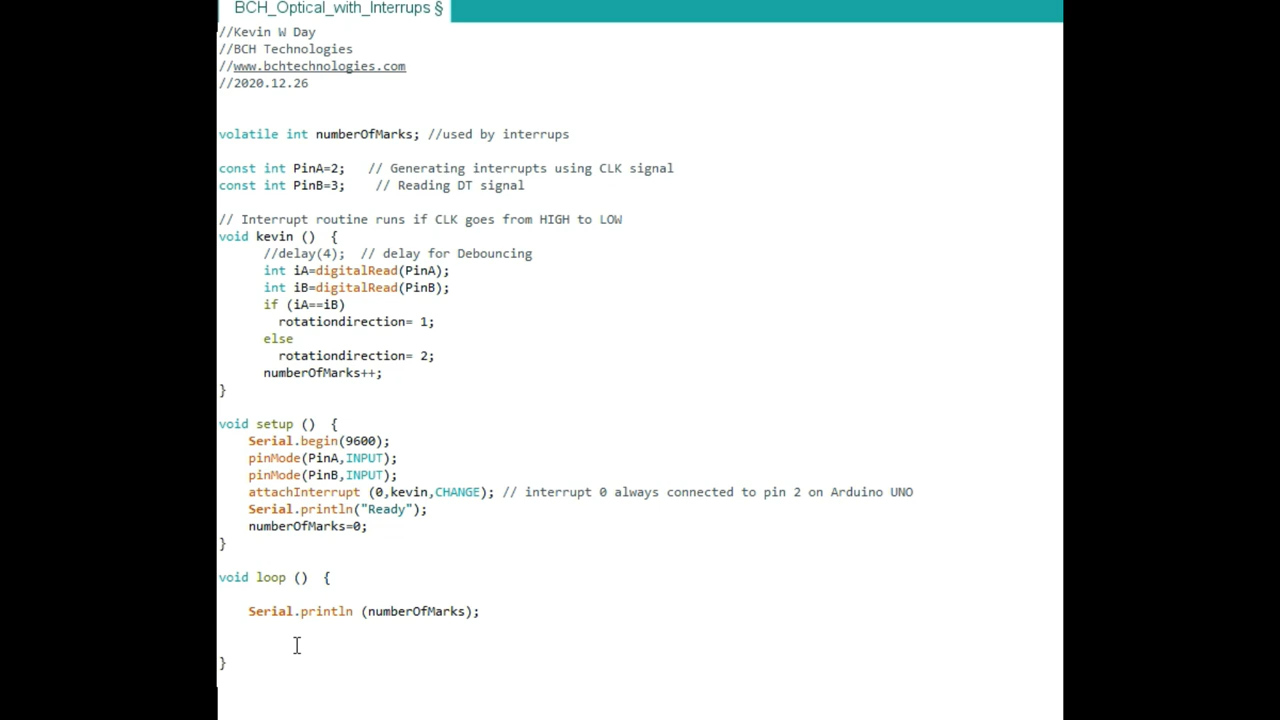 BCH_Optical_with_Interrups §
//Kevin W Day
//BCH Technologies
//www.bchtechnologies.com
//2020.12.26
volatile int numberOfMarks; //used by interrups
const int PinA=2;   // Generating interrupts using CLK signal
const int PinB=3;    // Reading DT signal
// Interrupt routine runs if CLK goes from HIGH to LOW
void kevin ()  {
//delay(4);  // delay for Debouncing
int iA=digitalRead(PinA);
int iB=digitalRead(PinB);
if (iA==iB)
rotationdirection= 1;
else
rotationdirection= 2;
numberOfMarks++;
}
void setup ()  {
Serial.begin(9600);
pinMode(PinA,INPUT);
pinMode(PinB,INPUT);
attachInterrupt (0,kevin,CHANGE); // interrupt 0 always connected to pin 2 on Arduino UNO
Serial.println("Ready");
numberOfMarks=0;
}
void loop ()  {
Serial.println (numberOfMarks);
}